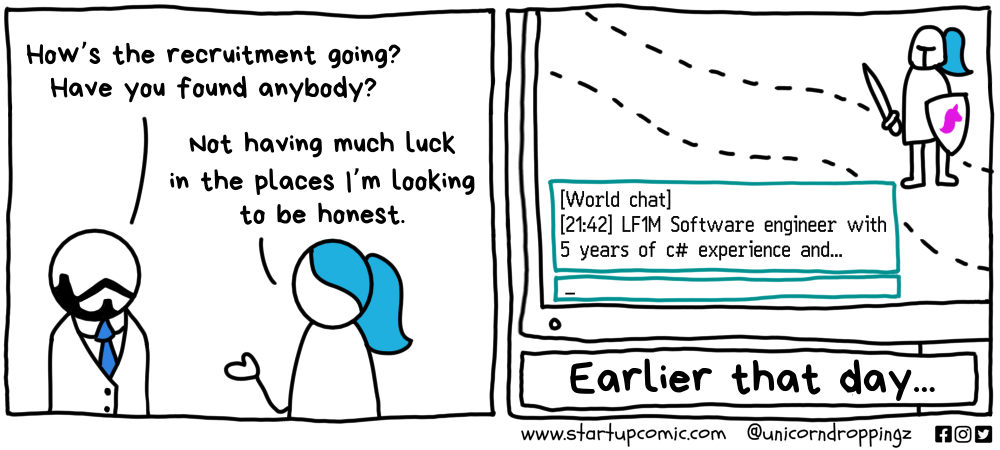 How's the recruitment going?
Have you found anybody?
Not having much luck
in the places I'm looking
to be honest.
[World chat]
[21:42] LF1M Software engineer with
5 years of c# experience and...
_
Earlier that day...
www.startupcomic.com @unicorndroppingz